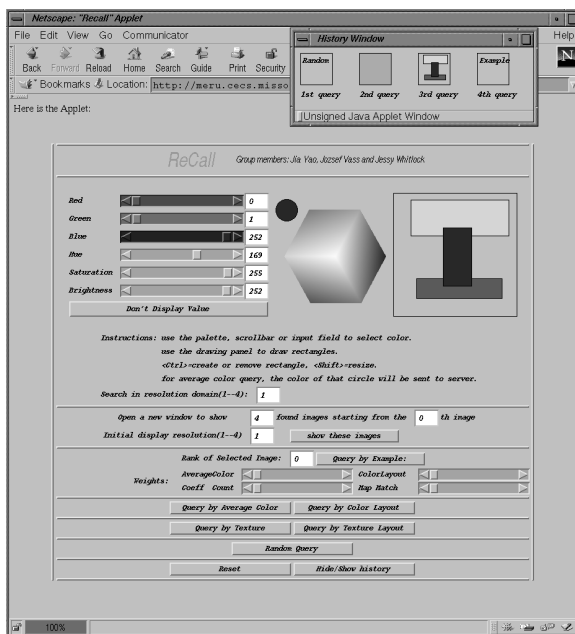 Netscape: "Recall" Applet
File Edit View Go Communicator Help
Back Forward Reload Home Search Guide Print Security N
Bookmarks Location: http://meru.cecs.misso
History Window
Random Example
1st query 2nd query 3rd query 4th query
Unsigned Java Applet Window
Here is the Applet:
ReCall Group members: Jia Yao, Jozsef Vass and Jessy Whitlock
Red 0
Green 1
Blue 252
Hue 169
Saturation 255
Brightness 252
Don't Display Value
Instructions: use the palette, scrollbar or input field to select color.
use the drawing panel to draw rectangles.
<Ctrl>=create or remove rectangle, <Shift>=resize.
for average color query, the color of that circle will be sent to server.
Search in resolution domain(1--4): 1
Open a new window to show 4 found images starting from the 0 th image
Initial display resolution(1--4) 1 show these images
Rank of Selected Image: 0 Query by Example:
Weights: AverageColor ColorLayout
Coeff Count Map Match
Query by Average Color Query by Color Layout
Query by Texture Query by Texture Layout
Random Query
Reset Hide/Show history
100%